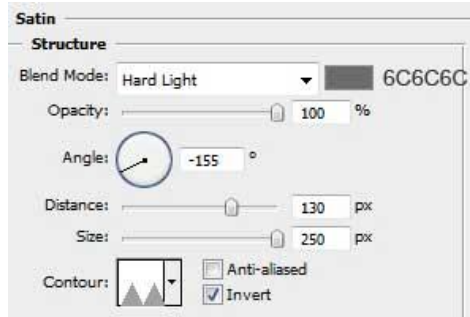 Satin
Structure
Blend Mode: Hard Light 6C6C6C
Opacity: 100 %
Angle: -155 °
Distance: 130 px
Size: 250 px
Contour: Anti-aliased
Invert